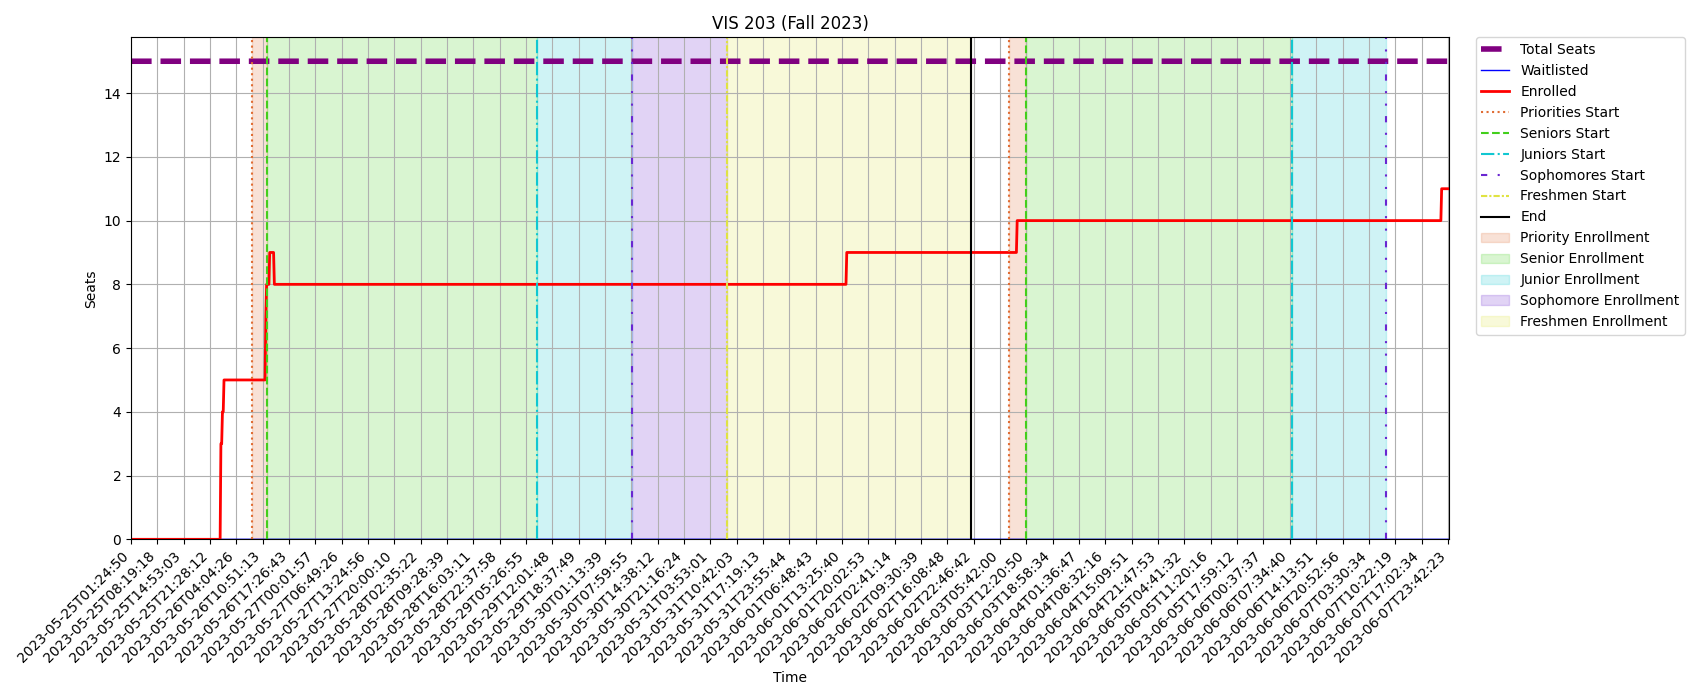 VIS 203 (Fall 2023)
Seats
14
12
10
8
6
4
2
0
2023-05-25T01:24:50
2023-05-25T08:19:18
2023-05-25T14:53:03
2023-05-25T21:28:12
2023-05-26T04:04:26
2023-05-26T10:51:13
2023-05-26T17:26:43
2023-05-27T00:01:57
2023-05-27T06:49:26
2023-05-27T13:24:56
2023-05-27T20:00:10
2023-05-28T02:35:22
2023-05-28T09:28:39
2023-05-28T16:03:11
2023-05-28T22:37:58
2023-05-29T05:26:55
2023-05-29T12:01:48
2023-05-29T18:37:49
2023-05-30T01:13:39
2023-05-30T07:59:55
2023-05-30T14:38:12
2023-05-30T21:16:24
2023-05-31T03:53:01
2023-05-31T10:42:03
2023-05-31T17:19:13
2023-05-31T23:55:44
2023-06-01T06:48:43
2023-06-01T13:25:40
2023-06-01T20:02:53
2023-06-02T02:41:14
2023-06-02T09:30:39
2023-06-02T16:08:48
2023-06-02T22:46:42
2023-06-03T05:42:00
2023-06-03T12:20:50
2023-06-03T18:58:34
2023-06-04T01:36:47
2023-06-04T08:32:16
2023-06-04T15:09:51
2023-06-04T21:47:53
2023-06-05T04:41:32
2023-06-05T11:20:16
2023-06-05T17:59:12
2023-06-06T00:37:37
2023-06-06T07:34:40
2023-06-06T14:13:51
2023-06-06T20:52:56
2023-06-07T03:30:34
2023-06-07T10:22:19
2023-06-07T17:02:34
2023-06-07T23:42:23
Time
Total Seats
Waitlisted
Enrolled
Priorities Start
Seniors Start
Juniors Start
Sophomores Start
Freshmen Start
End
Priority Enrollment
Senior Enrollment
Junior Enrollment
Sophomore Enrollment
Freshmen Enrollment